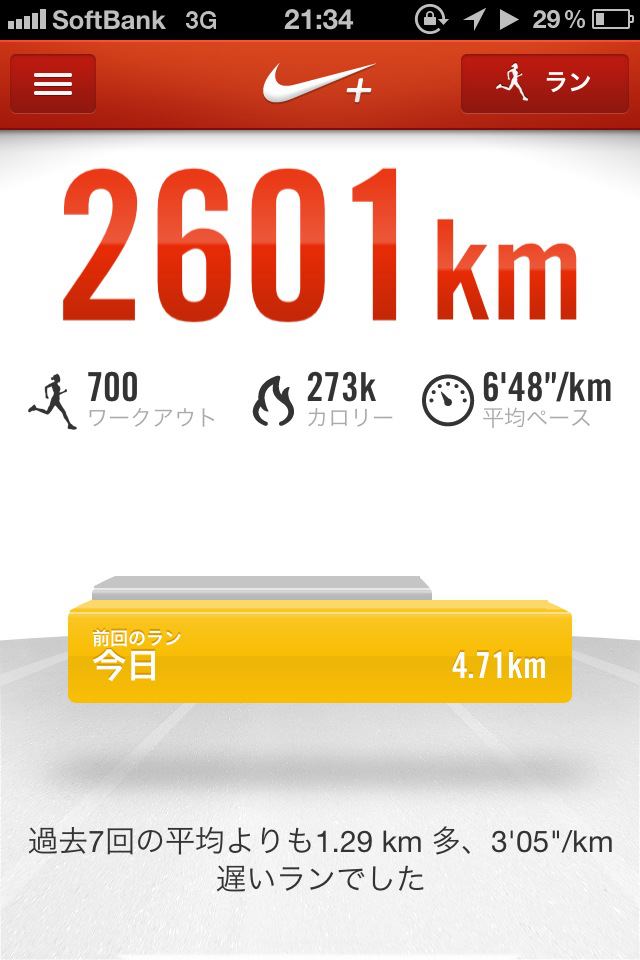 SoftBank 3G 21:34 29%
+ ラン
2601km
700 273k 6'48"/km
ワークアウト カロリー 平均ペース
前回のラン
今日 4.71km
過去7回の平均よりも1.29 km 多、3'05"/km
遅いランでした